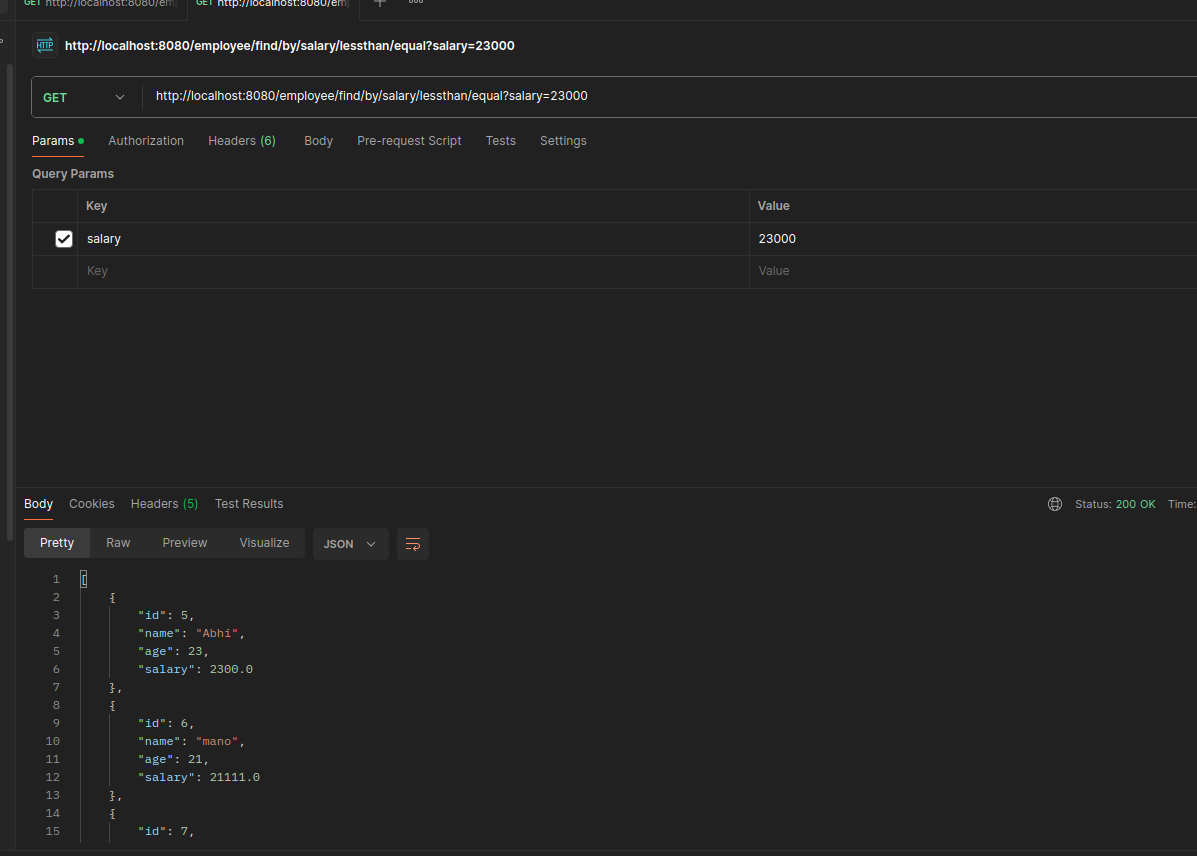 GET http://localhost:8080/em GET http://localhost:8080/em
HTTP http://localhost:8080/employee/find/by/salary/lessthan/equal?salary=23000
GET http://localhost:8080/employee/find/by/salary/lessthan/equal?salary=23000
Params Authorization Headers (6) Body Pre-request Script Tests Settings
Query Params
Key Value
salary 23000
Key Value
Body Cookies Headers (5) Test Results Status: 200 OK Time:
Pretty Raw Preview Visualize JSON
1 [
2 {
3 "id": 5,
4 "name": "Abhi",
5 "age": 23,
6 "salary": 2300.0
7 },
8 {
9 "id": 6,
10 "name": "mano",
11 "age": 21,
12 "salary": 21111.0
13 },
14 {
15 "id": 7,